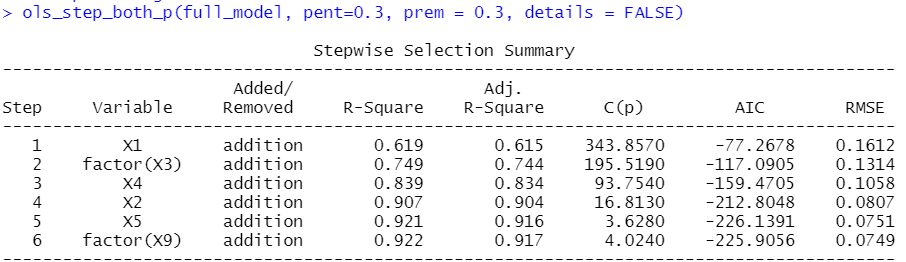 > ols_step_both_p(full_model, pent=0.3, prem = 0.3, details = FALSE)
Stepwise Selection Summary
------------------------------------------------------------------------------------------
Added/ Adj.
Step Variable Removed R-Square R-Square C(p) AIC RMSE
------------------------------------------------------------------------------------------
1 X1 addition 0.619 0.615 343.8570 -77.2678 0.1612
2 factor(X3) addition 0.749 0.744 195.5190 -117.0905 0.1314
3 X4 addition 0.839 0.834 93.7540 -159.4705 0.1058
4 X2 addition 0.907 0.904 16.8130 -212.8048 0.0807
5 X5 addition 0.921 0.916 3.6280 -226.1391 0.0751
6 factor(X9) addition 0.922 0.917 4.0240 -225.9056 0.0749
------------------------------------------------------------------------------------------